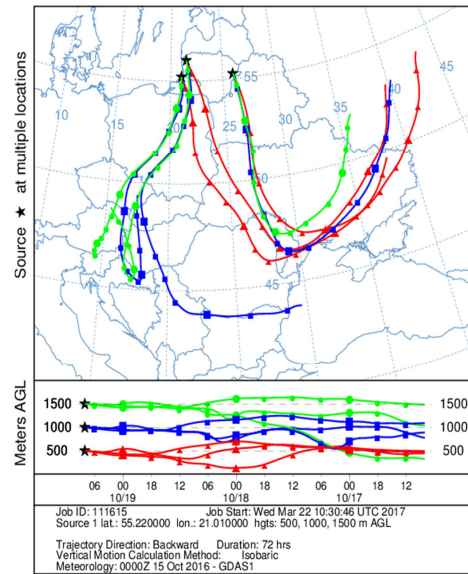 Source ★ at multiple locations
10
15
20
25
55
35
40
45
50
45
Meters AGL
1500
1000
500
1500
1000
500
06 00 18 12 06 00 18 12 06 00 18 12
10/19 10/18 10/17
Job ID: 111615 Job Start: Wed Mar 22 10:30:46 UTC 2017
Source 1 lat.: 55.220000 lon.: 21.010000 hgts: 500, 1000, 1500 m AGL
Trajectory Direction: Backward Duration: 72 hrs
Vertical Motion Calculation Method: Isobaric
Meteorology: 0000Z 15 Oct 2016 - GDAS1